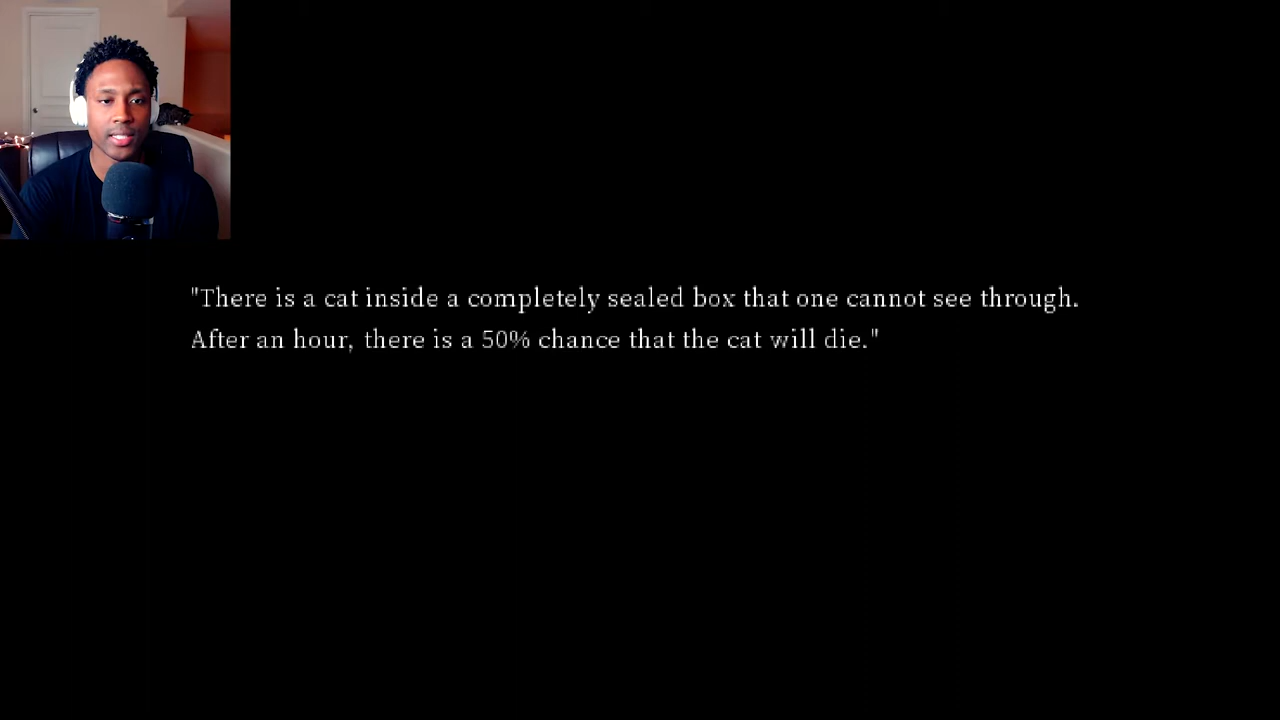 "There is a cat inside a completely sealed box that one cannot see through.
After an hour, there is a 50% chance that the cat will die."